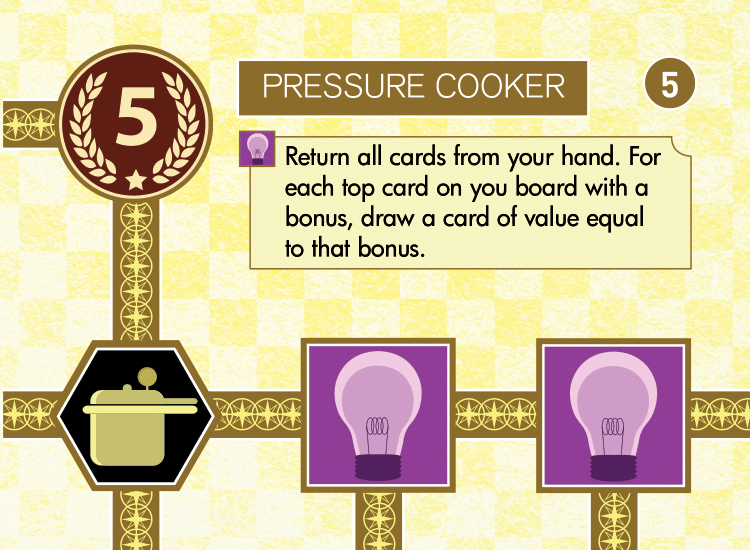 5
PRESSURE COOKER
5
Return all cards from your hand. For
each top card on you board with a
bonus, draw a card of value equal
to that bonus.